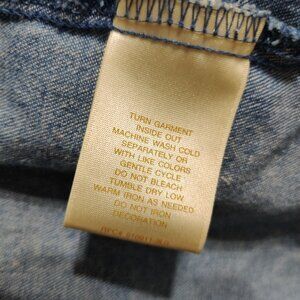 TURN GARMENT
INSIDE OUT
MACHINE WASH COLD
SEPARATELY OR
WITH LIKE COLORS
GENTLE CYCLE
DO NOT BLEACH
TUMBLE DRY LOW
WARM IRON AS NEEDED
DO NOT IRON
DECORATION